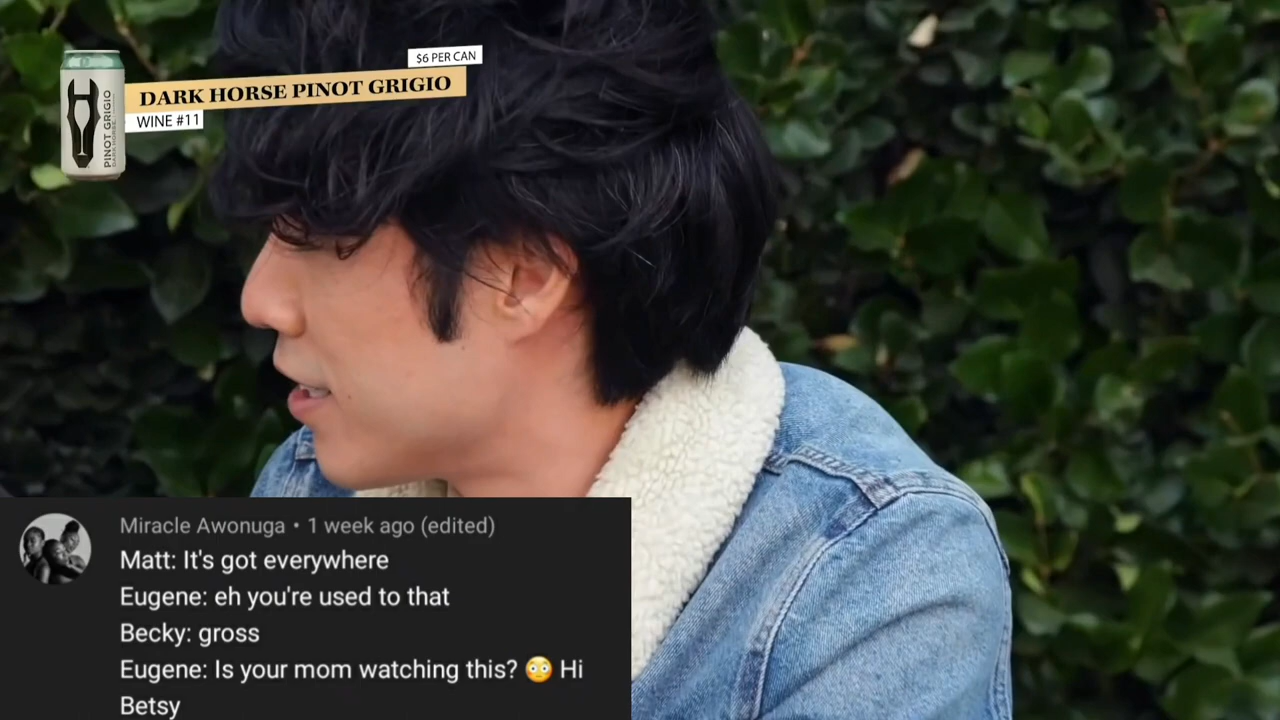 $6 PER CAN
DARK HORSE PINOT GRIGIO
WINE #11
PINOT GRIGIO
DARK HORSE
Miracle Awonuga • 1 week ago (edited)
Matt: It's got everywhere
Eugene: eh you're used to that
Becky: gross
Eugene: Is your mom watching this? 😳 Hi
Betsy